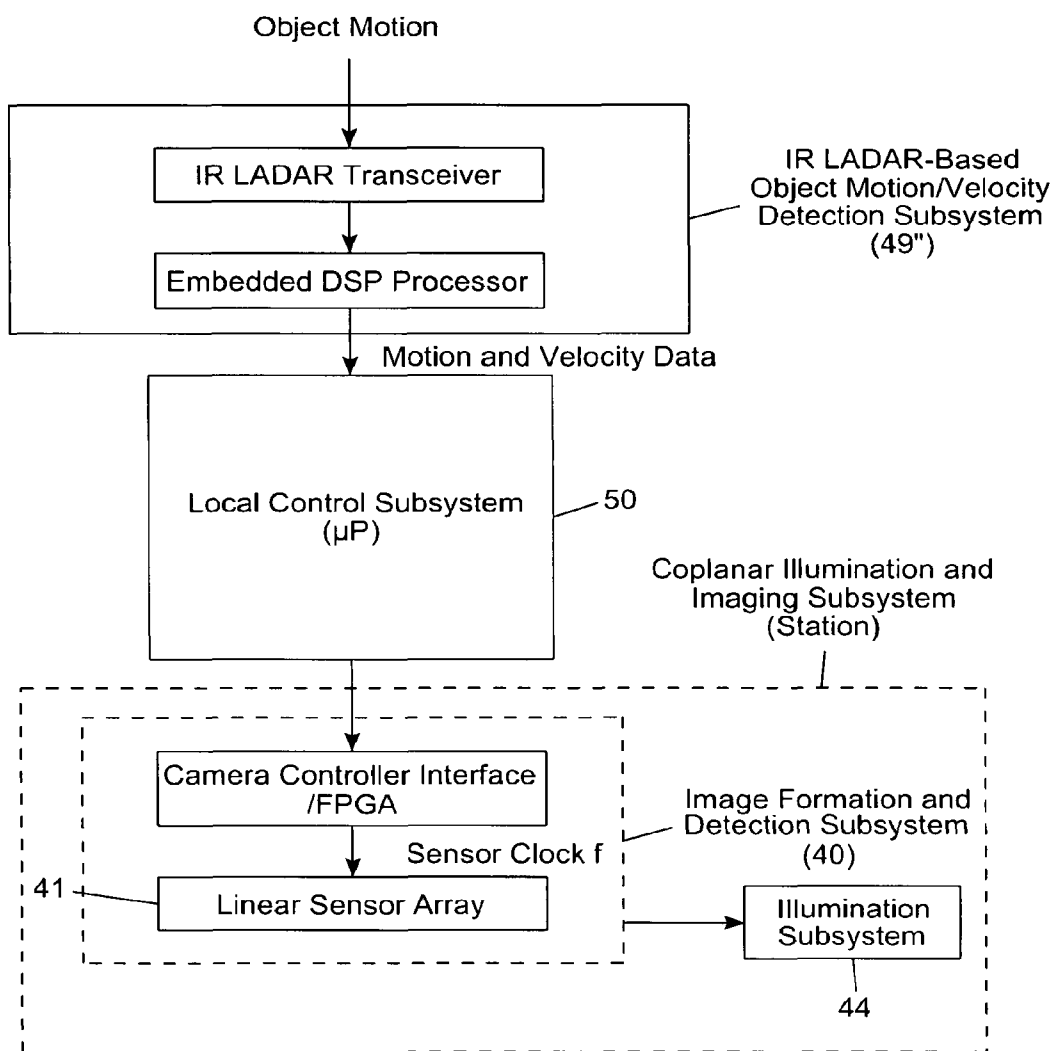 Object Motion
IR LADAR Transceiver
IR LADAR-Based
Object Motion/Velocity
Detection Subsystem
(49")
Embedded DSP Processor
Motion and Velocity Data
Local Control Subsystem
(µP)
50
Coplanar Illumination and
Imaging Subsystem
(Station)
Camera Controller Interface
/FPGA
Image Formation and
Detection Subsystem
(40)
Sensor Clock f
41
Linear Sensor Array
Illumination
Subsystem
44